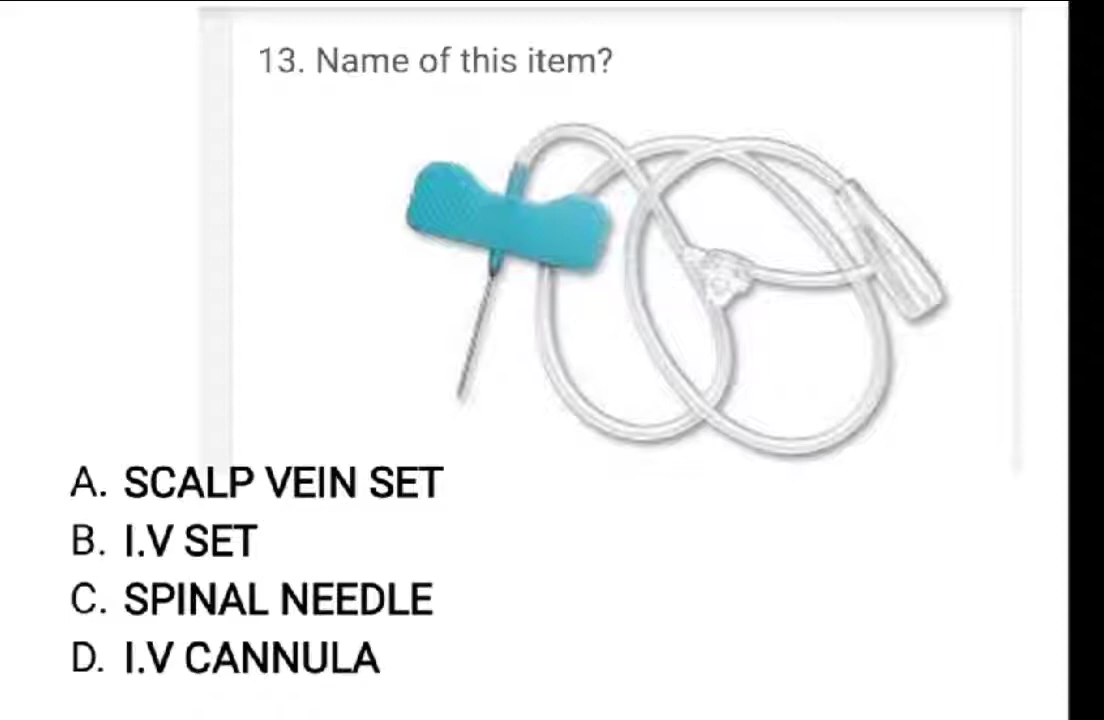 13. Name of this item?
A. SCALP VEIN SET
B. I.V SET
C. SPINAL NEEDLE
D. I.V CANNULA